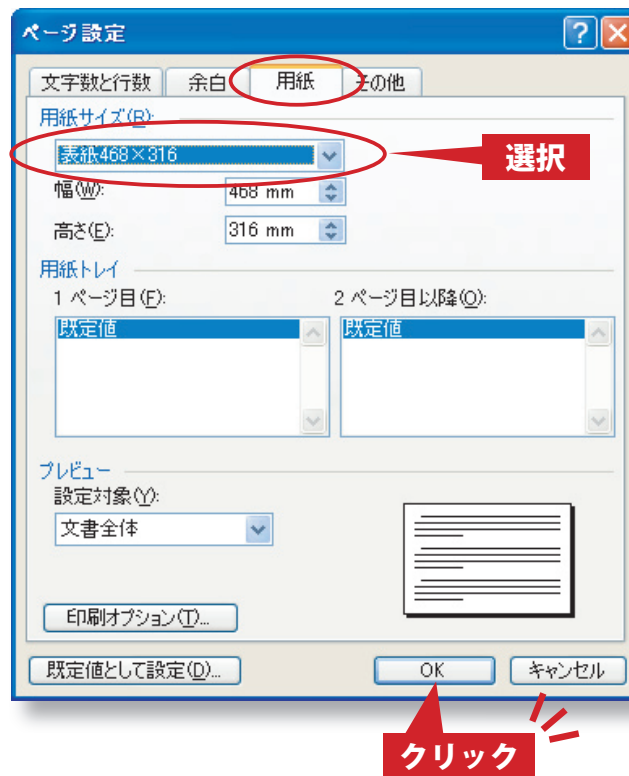 ページ設定
文字数と行数 余白 用紙 その他
用紙サイズ(R):
表紙468×316
選択
幅(W): 468 mm
高さ(E): 316 mm
用紙トレイ
1 ページ目(F): 2 ページ目以降(O):
既定値 既定値
プレビュー
設定対象(Y):
文書全体
印刷オプション(T)...
既定値として設定(D)... OK キャンセル
クリック